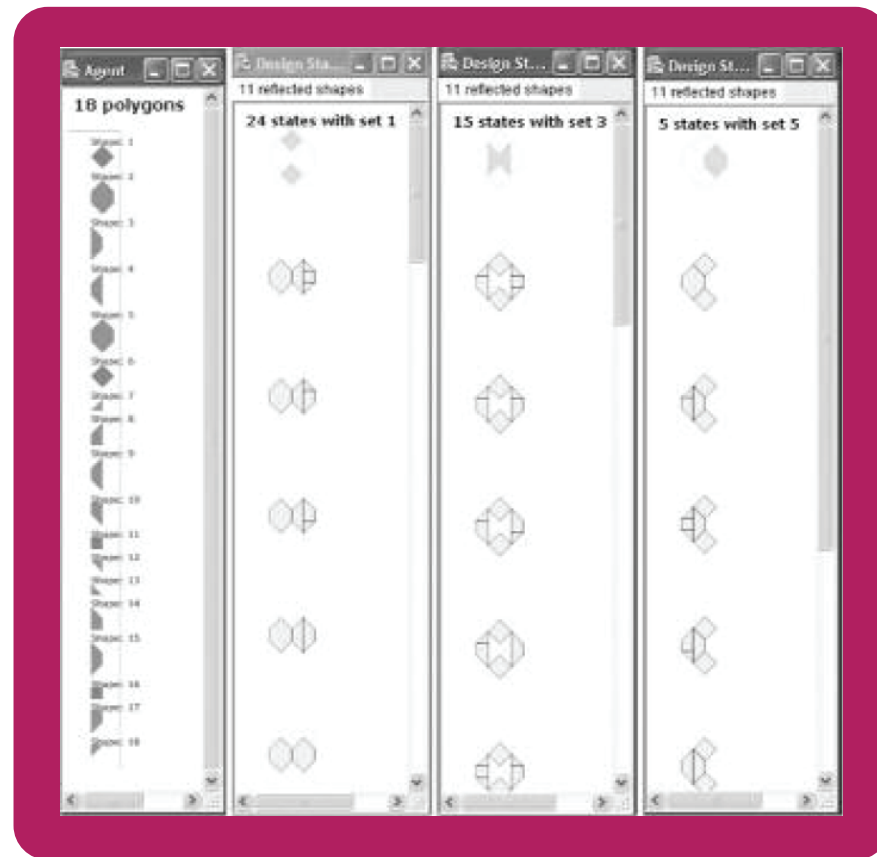 Agent
18 polygons
Shape: 1
Shape: 2
Shape: 3
Shape: 4
Shape: 5
Shape: 6
Shape: 7
Shape: 8
Shape: 9
Shape: 10
Shape: 11
Shape: 12
Shape: 13
Shape: 14
Shape: 15
Shape: 16
Shape: 17
Shape: 18
Design Sta...
11 reflected shapes
24 states with set 1
Design St...
11 reflected shapes
15 states with set 3
Design St...
11 reflected shapes
5 states with set 5